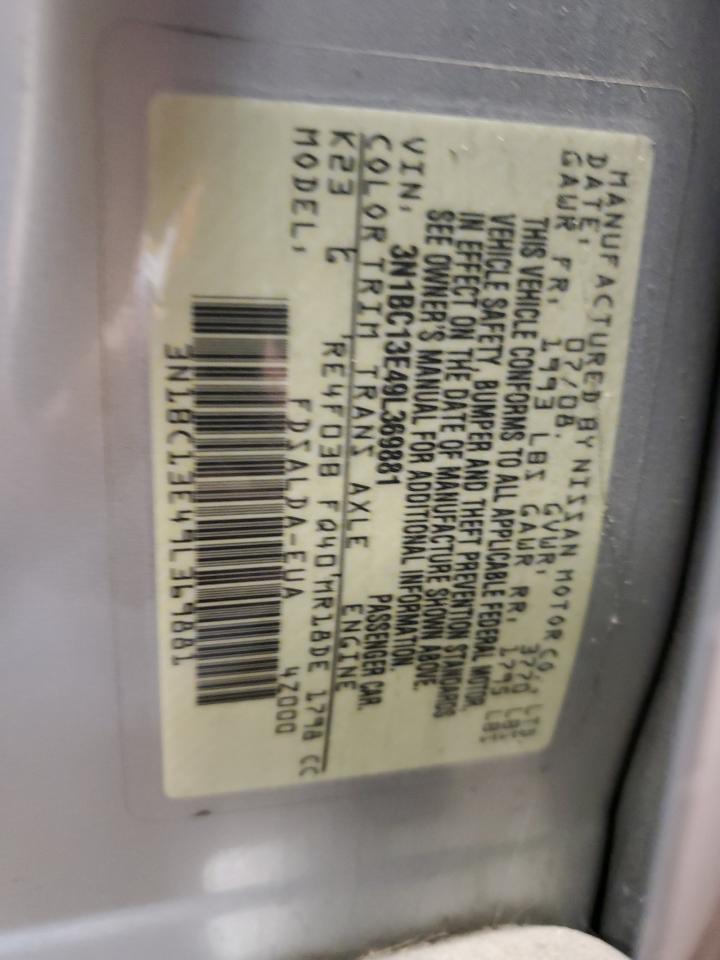 MANUFACTURED BY NISSAN MOTOR CO., LTD.
DATE: 07/08. GVWR: 3770 LBS
GAWR FR: 1993 LBS GAWR RR: 1795 LBS
THIS VEHICLE CONFORMS TO ALL APPLICABLE FEDERAL MOTOR
VEHICLE SAFETY, BUMPER AND THEFT PREVENTION STANDARDS
IN EFFECT ON THE DATE OF MANUFACTURE SHOWN ABOVE.
SEE OWNER'S MANUAL FOR ADDITIONAL INFORMATION.
VIN: 3N1BC13E49L369881 PASSENGER CAR.
COLOR TRIM TRANS AXLE ENGINE
K23 G RE4F03B FQ40 MR18DE 1798 CC
MODEL: FDSALDA-EUA 4Z000
3N1BC13E49L369881